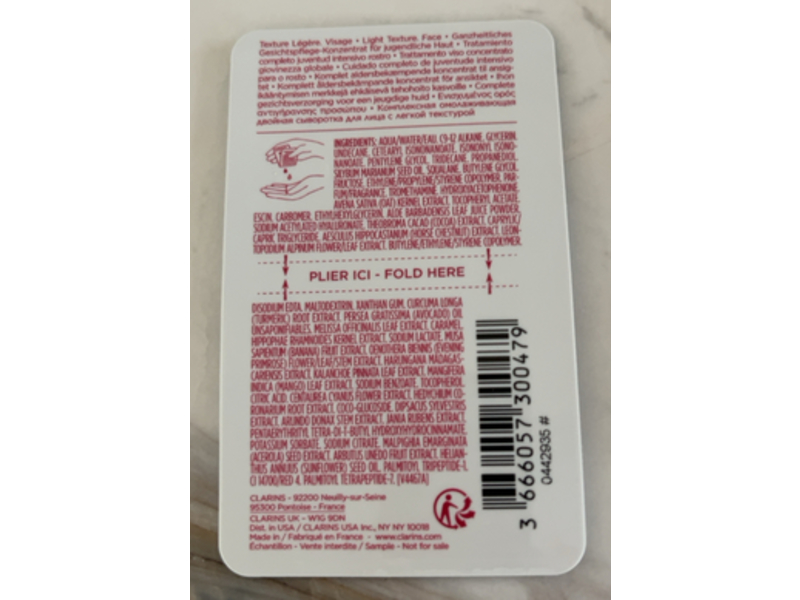 Texture Légère. Visage • Light Texture. Face • Ganzheitliches
Gesichtspflege-Konzentrat für jugendliche Haut • Tratamiento
completo juventud intensivo rostro • Trattamento viso concentrato
giovinezza globale • Cuidado completo de juventude intensivo
para o rosto • Komplet aldersbekæmpende koncentrat til ansig-
tet • Komplett åldersbekämpande koncentrat för ansiktet • Ihon
ikääntymisen merkkejä ehkäisevä tehohoito kasvoille • Complete
gezichtsverzorging voor een jeugdige huid • Ενισχυμένος ορός
αντιγήρανσης προσώπου • Комплексная омолаживающая
двойная сыворотка для лица с легкой текстурой
INGREDIENTS: AQUA/WATER/EAU, C9-12 ALKANE, GLYCERIN,
UNDECANE, CETEARYL ISONONANOATE, ISONONYL ISONO-
NANOATE, PENTYLENE GLYCOL, TRIDECANE, PROPANEDIOL,
SILYBUM MARIANUM SEED OIL, SQUALANE, BUTYLENE GLYCOL,
FRUCTOSE, ETHYLENE/PROPYLENE/STYRENE COPOLYMER, PAR-
FUM/FRAGRANCE, TROMETHAMINE, HYDROXYACETOPHENONE,
AVENA SATIVA (OAT) KERNEL EXTRACT, TOCOPHERYL ACETATE,
ESCIN, CARBOMER, ETHYLHEXYLGLYCERIN, ALOE BARBADENSIS LEAF JUICE POWDER,
SODIUM ACETYLATED HYALURONATE, THEOBROMA CACAO (COCOA) EXTRACT, CAPRYLIC/
CAPRIC TRIGLYCERIDE, AESCULUS HIPPOCASTANUM (HORSE CHESTNUT) EXTRACT, LEON-
TOPODIUM ALPINUM FLOWER/LEAF EXTRACT, BUTYLENE/ETHYLENE/STYRENE COPOLYMER,
PLIER ICI - FOLD HERE
DISODIUM EDTA, MALTODEXTRIN, XANTHAN GUM, CURCUMA LONGA
(TURMERIC) ROOT EXTRACT, PERSEA GRATISSIMA (AVOCADO) OIL
UNSAPONIFIABLES, MELISSA OFFICINALIS LEAF EXTRACT, CARAMEL,
HIPPOPHAE RHAMNOIDES KERNEL EXTRACT, SODIUM LACTATE, MUSA
SAPIENTUM (BANANA) FRUIT EXTRACT, OENOTHERA BIENNIS (EVENING
PRIMROSE) FLOWER/LEAF/STEM EXTRACT, HARUNGANA MADAGAS-
CARIENSIS EXTRACT, KALANCHOE PINNATA LEAF EXTRACT, MANGIFERA
INDICA (MANGO) LEAF EXTRACT, SODIUM BENZOATE, TOCOPHEROL,
CITRIC ACID, CENTAUREA CYANUS FLOWER EXTRACT, HEDYCHIUM CO-
RONARIUM ROOT EXTRACT, COCO-GLUCOSIDE, DIPSACUS SYLVESTRIS
EXTRACT, ARUNDO DONAX STEM EXTRACT, JANIA RUBENS EXTRACT,
PENTAERYTHRITYL TETRA-DI-T-BUTYL HYDROXYHYDROCINNAMATE,
POTASSIUM SORBATE, SODIUM CITRATE, MALPIGHIA EMARGINATA
(ACEROLA) SEED EXTRACT, ARBUTUS UNEDO FRUIT EXTRACT, HELIAN-
THUS ANNUUS (SUNFLOWER) SEED OIL, PALMITOYL TRIPEPTIDE-1,
CI 14700/RED 4, PALMITOYL TETRAPEPTIDE-7. [V4467A]
CLARINS - 92200 Neuilly-sur-Seine
95300 Pontoise - France
CLARINS UK - W1G 9DN
Dist. in USA / CLARINS USA Inc., NY NY 10018
Made in / Fabriqué en France - www.clarins.com
Échantillon - Vente interdite / Sample - Not for sale
3 666057 300479
0442935 #